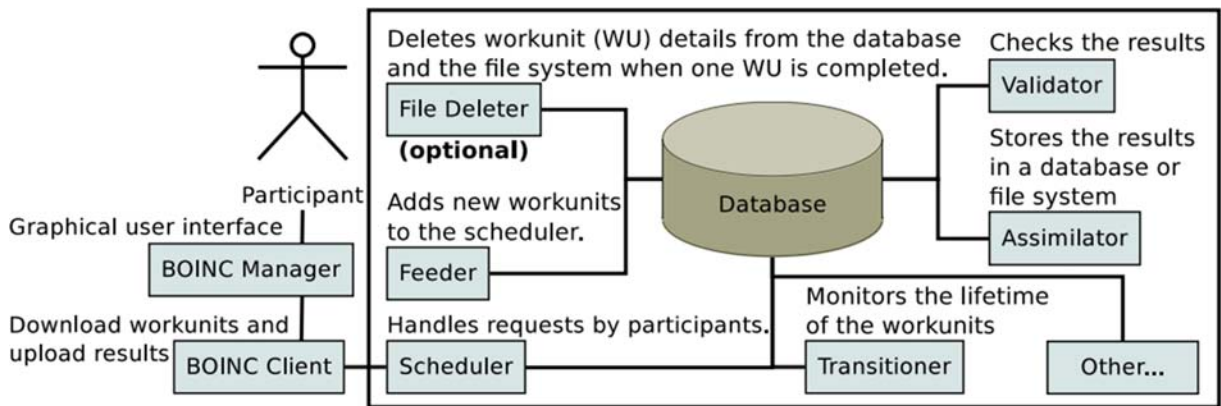 Participant
Graphical user interface
BOINC Manager
Download workunits and
upload results
BOINC Client
Deletes workunit (WU) details from the database
and the file system when one WU is completed.
File Deleter
(optional)
Adds new workunits
to the scheduler.
Feeder
Handles requests by participants.
Scheduler
Database
Checks the results
Validator
Stores the results
in a database or
file system
Assimilator
Monitors the lifetime
of the workunits
Transitioner
Other...